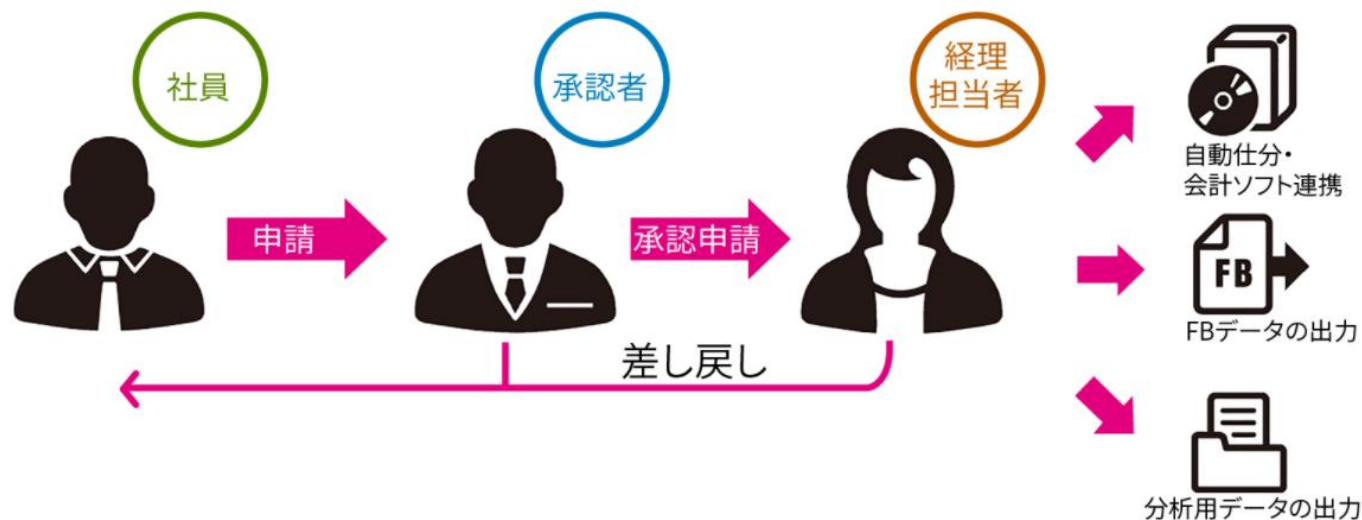 社員
承認者
経理
担当者
申請
承認申請
差し戻し
自動仕分・
会計ソフト連携
FB
FBデータの出力
分析用データの出力